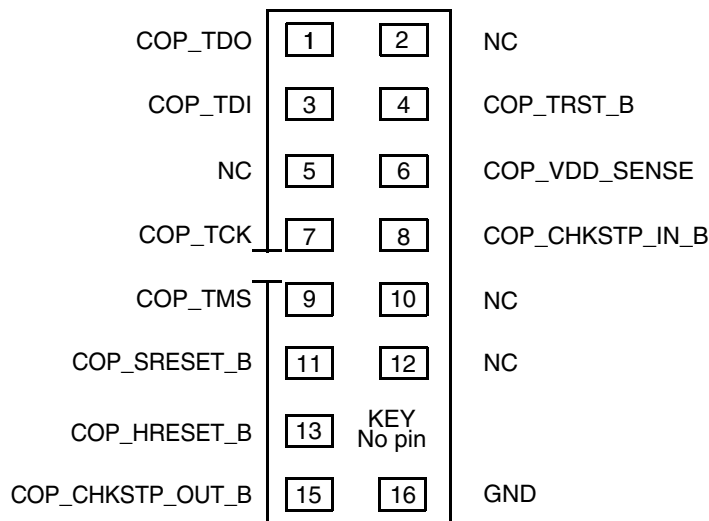 COP_TDO 1 2 NC
COP_TDI 3 4 COP_TRST_B
NC 5 6 COP_VDD_SENSE
COP_TCK 7 8 COP_CHKSTP_IN_B
COP_TMS 9 10 NC
COP_SRESET_B 11 12 NC
COP_HRESET_B 13 KEY
No pin
COP_CHKSTP_OUT_B 15 16 GND